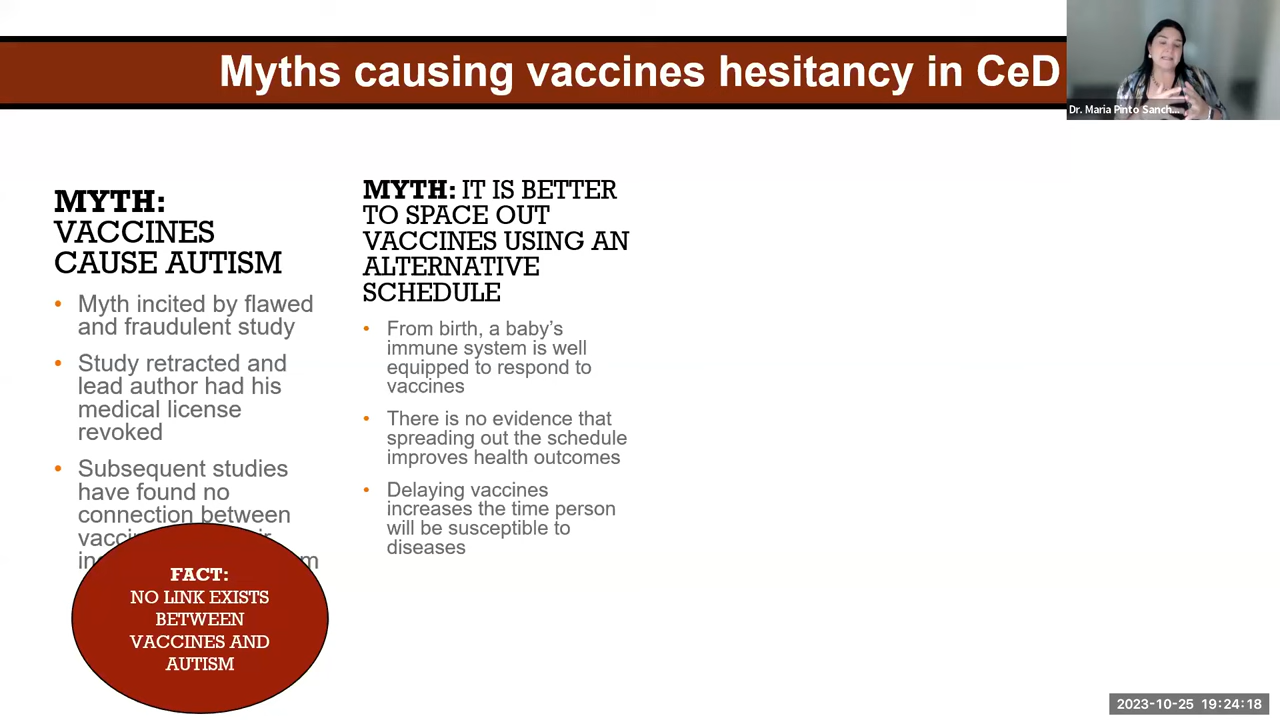 Myths causing vaccines hesitancy in CeD
Dr. Maria Pinto Sanch...
MYTH:
VACCINES
CAUSE AUTISM
• Myth incited by flawed
and fraudulent study
• Study retracted and
lead author had his
medical license
revoked
• Subsequent studies
have found no
connection between
FACT:
NO LINK EXISTS
BETWEEN
VACCINES AND
AUTISM
MYTH: IT IS BETTER
TO SPACE OUT
VACCINES USING AN
ALTERNATIVE
SCHEDULE
• From birth, a baby's
immune system is well
equipped to respond to
vaccines
• There is no evidence that
spreading out the schedule
improves health outcomes
• Delaying vaccines
increases the time person
will be susceptible to
diseases
2023-10-25 19:24:18